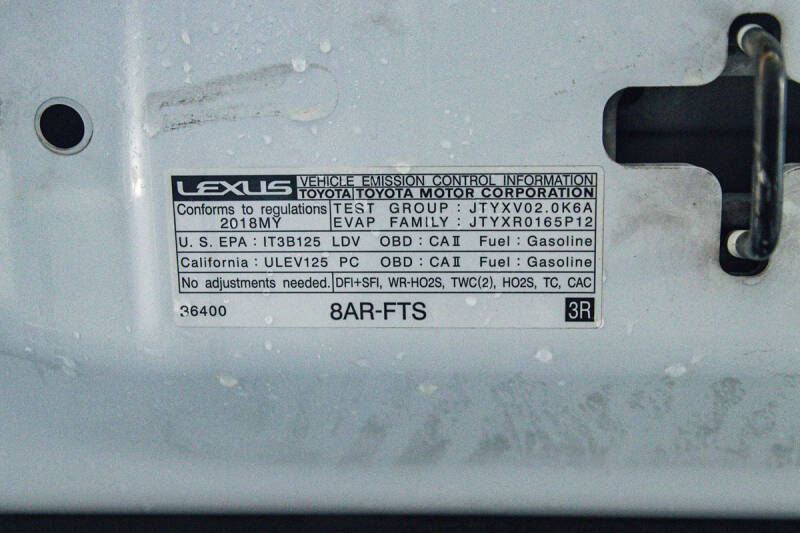 LEXUS VEHICLE EMISSION CONTROL INFORMATION
TOYOTA TOYOTA MOTOR CORPORATION
Conforms to regulations TEST GROUP : JTYXV02.0K6A
2018MY EVAP FAMILY : JTYXR0165P12
U. S. EPA : IT3B125 LDV OBD : CAII Fuel : Gasoline
California : ULEV125 PC OBD : CAII Fuel : Gasoline
No adjustments needed. DFI+SFI, WR-HO2S, TWC(2), HO2S, TC, CAC
36400 8AR-FTS 3R